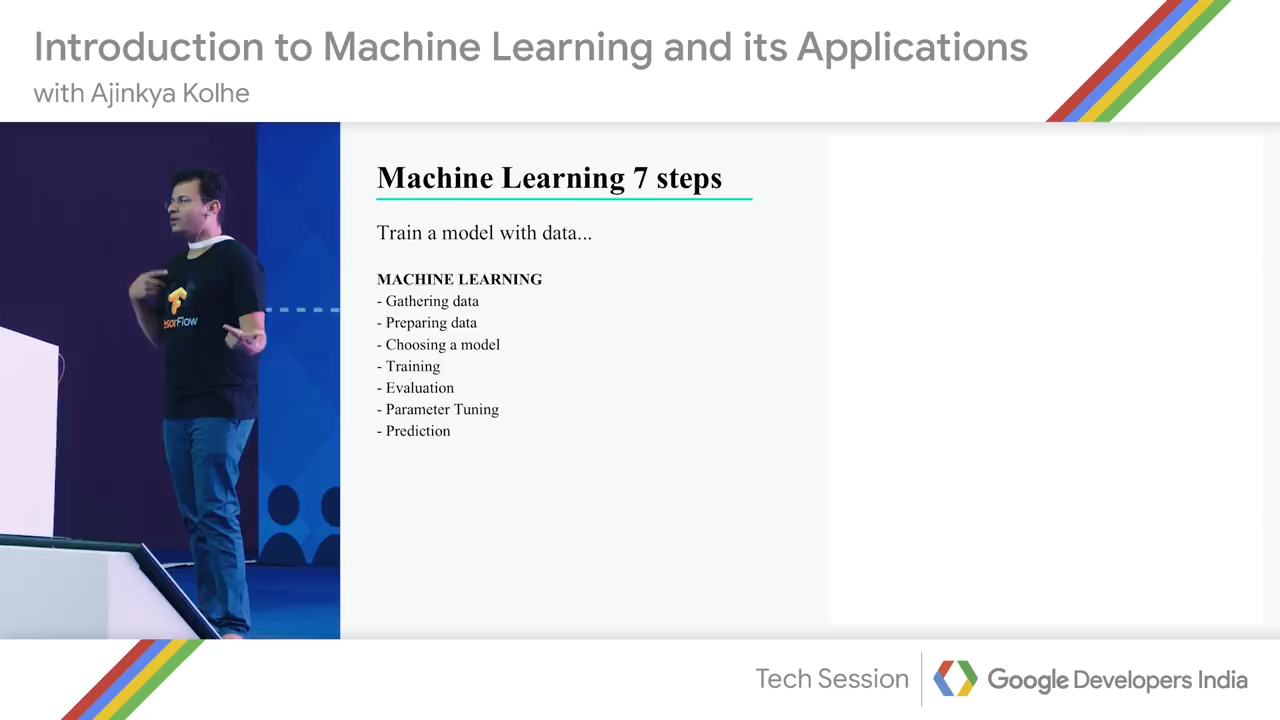 Introduction to Machine Learning and its Applications
with Ajinkya Kolhe
Machine Learning 7 steps
Train a model with data...
MACHINE LEARNING
- Gathering data
- Preparing data
- Choosing a model
- Training
- Evaluation
- Parameter Tuning
- Prediction
sorFlow
Tech Session
Google Developers India